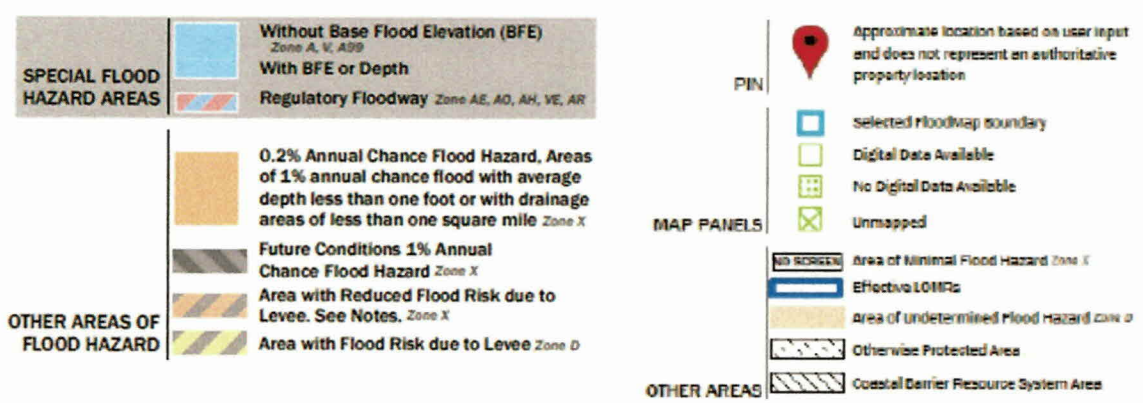 SPECIAL FLOOD
HAZARD AREAS
Without Base Flood Elevation (BFE)
Zone A, V, A99
With BFE or Depth
Regulatory Floodway Zone AE, AO, AH, VE, AR
OTHER AREAS OF
FLOOD HAZARD
0.2% Annual Chance Flood Hazard, Areas
of 1% annual chance flood with average
depth less than one foot or with drainage
areas of less than one square mile Zone X
Future Conditions 1% Annual
Chance Flood Hazard Zone X
Area with Reduced Flood Risk due to
Levee. See Notes. Zone X
Area with Flood Risk due to Levee Zone D
PIN
Approximate location based on user input
and does not represent an authoritative
property location
MAP PANELS
Selected FloodMap Boundary
Digital Data Available
No Digital Data Available
Unmapped
OTHER AREAS
NO SCREEN Area of Minimal Flood Hazard Zone X
Effective LOMRs
Area of Undetermined Flood Hazard Zone D
Otherwise Protected Area
Coastal Barrier Resource System Area